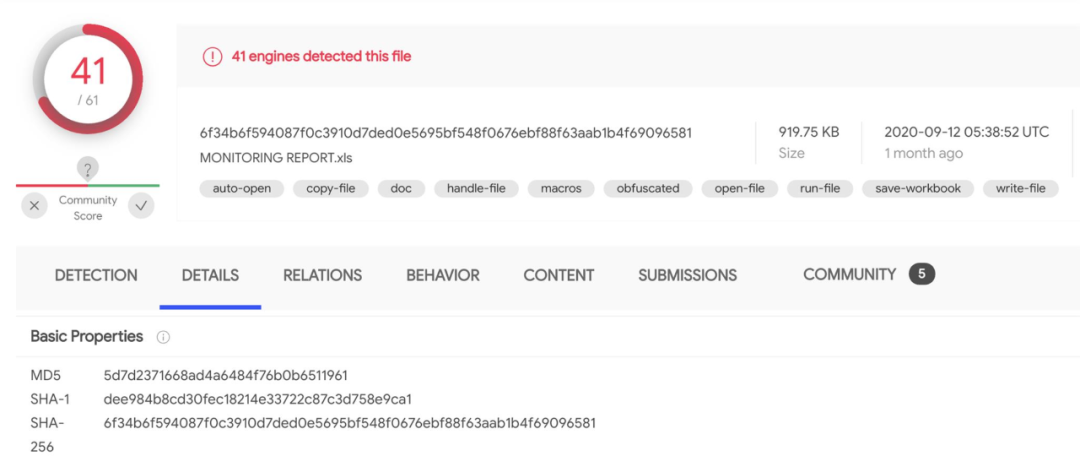 41
/ 61
?
Community
Score
41 engines detected this file
6f34b6f594087f0c3910d7ded0e5695bf548f0676ebf88f63aab1b4f69096581
MONITORING REPORT.xls
919.75 KB
Size
2020-09-12 05:38:52 UTC
1 month ago
auto-open copy-file doc handle-file macros obfuscated open-file run-file save-workbook write-file
DETECTION DETAILS RELATIONS BEHAVIOR CONTENT SUBMISSIONS COMMUNITY 5
Basic Properties
MD5 5d7d2371668ad4a6484f76b0b6511961
SHA-1 dee984b8cd30fec18214e33722c87c3d758e9ca1
SHA- 6f34b6f594087f0c3910d7ded0e5695bf548f0676ebf88f63aab1b4f69096581
256